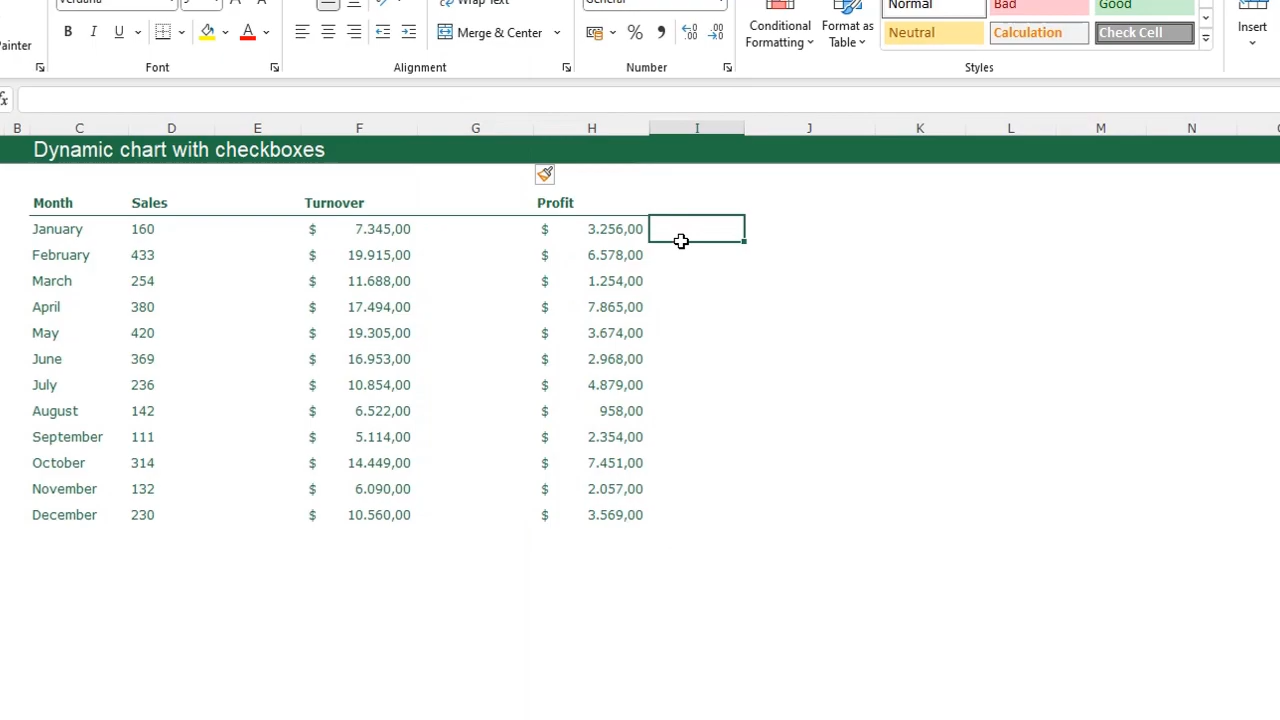 Wrap Text
General
Painter
B I U
Merge & Center
%
Conditional Formatting
Format as Table
Normal Bad Good
Neutral Calculation Check Cell
Insert
Font Alignment Number Styles
fx
B C D E F G H I J K L M N
Dynamic chart with checkboxes
Month Sales Turnover Profit
January 160 $ 7.345,00 $ 3.256,00
February 433 $ 19.915,00 $ 6.578,00
March 254 $ 11.688,00 $ 1.254,00
April 380 $ 17.494,00 $ 7.865,00
May 420 $ 19.305,00 $ 3.674,00
June 369 $ 16.953,00 $ 2.968,00
July 236 $ 10.854,00 $ 4.879,00
August 142 $ 6.522,00 $ 958,00
September 111 $ 5.114,00 $ 2.354,00
October 314 $ 14.449,00 $ 7.451,00
November 132 $ 6.090,00 $ 2.057,00
December 230 $ 10.560,00 $ 3.569,00